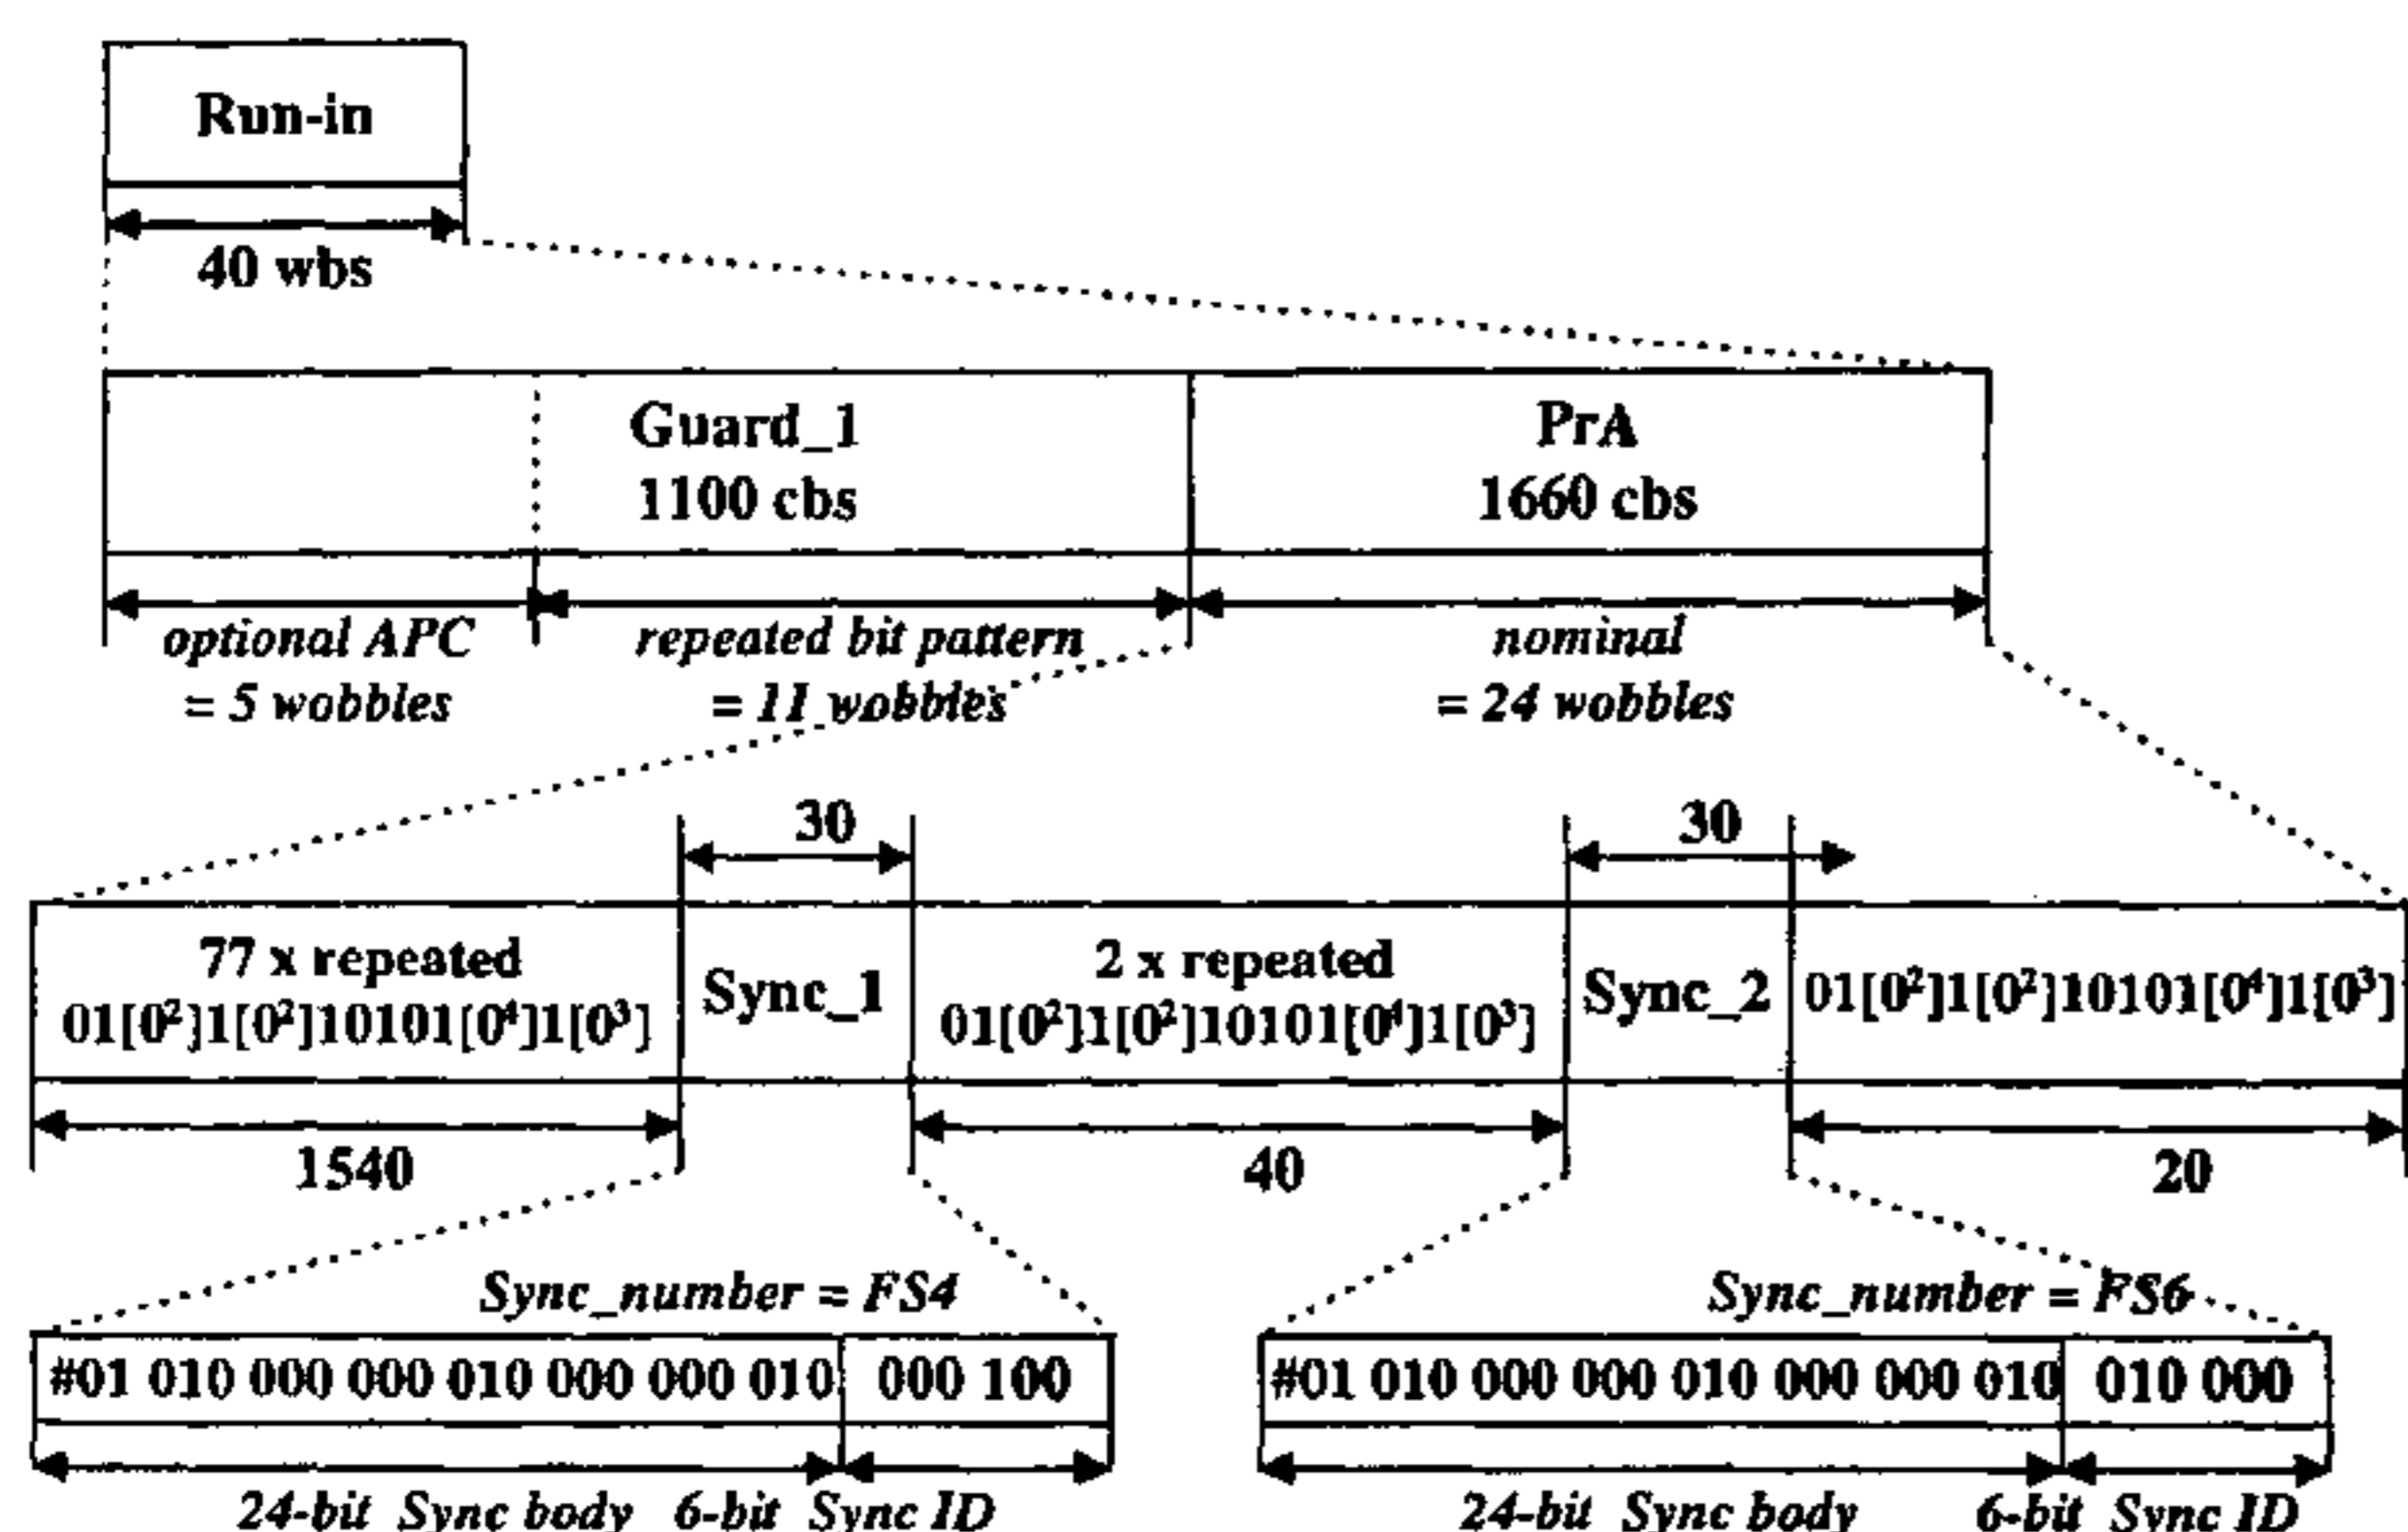 Run-in
40 wbs
Guard_1
1100 cbs
PrA
1660 cbs
optional APC
= 5 wobbles
repeated bit pattern
= 11 wobbles
nominal
= 24 wobbles
30
30
77 x repeated
01[0²]1[0²]10101[0⁴]1[0³]
Sync_1
2 x repeated
01[0²]1[0²]10101[0⁴]1[0³]
Sync_2
01[0²]1[0²]10101[0⁴]1[0³]
1540
40
20
Sync_number = FS4
Sync_number = FS6
#01 010 000 000 010 000 000 010
000 100
#01 010 000 000 010 000 000 010
010 000
24-bit Sync body
6-bit Sync ID
24-bit Sync body
6-bit Sync ID